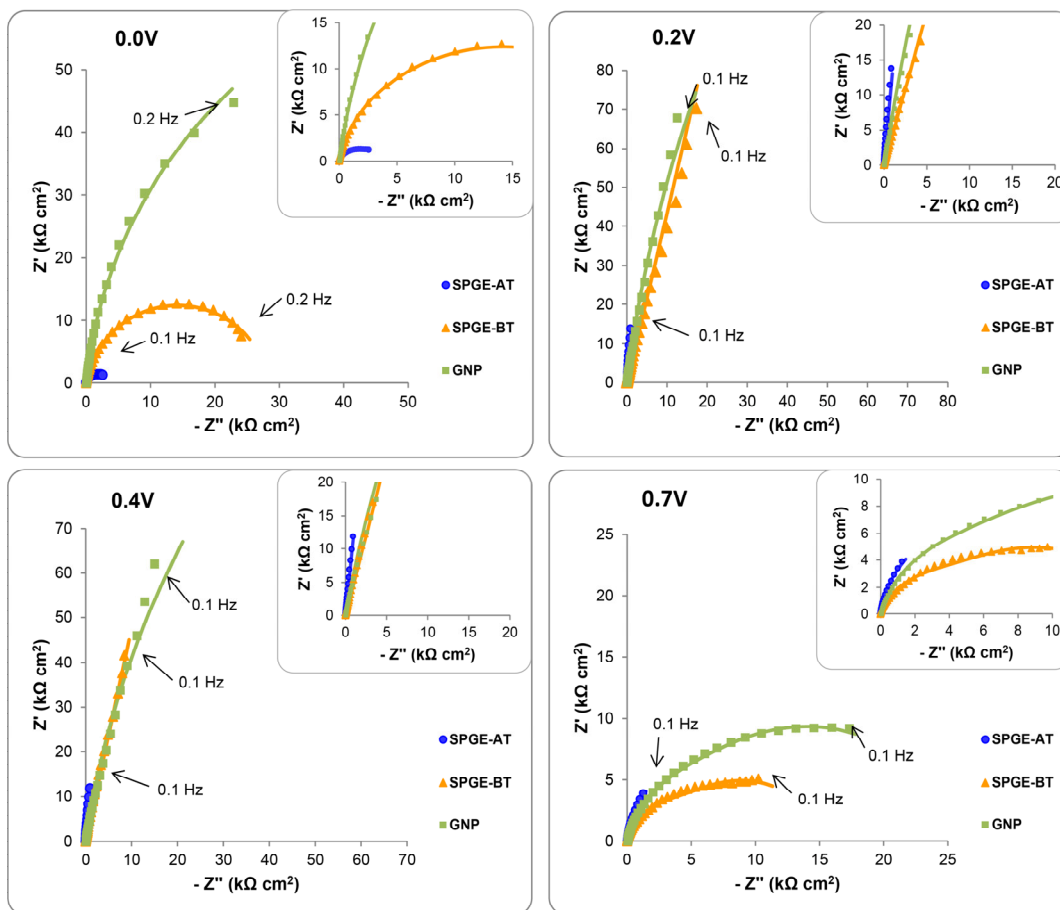 0.0V
Z' (kΩ cm²)
50
40
30
20
10
0
0 10 20 30 40 50
- Z'' (kΩ cm²)
0.2 Hz
0.2 Hz
0.1 Hz
SPGE-AT
SPGE-BT
GNP
Z' (kΩ cm²)
15
10
5
0
0 5 10 15
- Z'' (kΩ cm²)
0.2V
Z' (kΩ cm²)
80
70
60
50
40
30
20
10
0
0 10 20 30 40 50 60 70 80
- Z'' (kΩ cm²)
0.1 Hz
0.1 Hz
0.1 Hz
SPGE-AT
SPGE-BT
GNP
Z' (kΩ cm²)
20
15
10
5
0
0 5 10 15 20
- Z'' (kΩ cm²)
0.4V
Z' (kΩ cm²)
70
60
50
40
30
20
10
0
0 10 20 30 40 50 60 70
- Z'' (kΩ cm²)
0.1 Hz
0.1 Hz
0.1 Hz
SPGE-AT
SPGE-BT
GNP
Z' (kΩ cm²)
20
15
10
5
0
0 5 10 15 20
- Z'' (kΩ cm²)
0.7V
Z' (kΩ cm²)
25
20
15
10
5
0
0 5 10 15 20 25
- Z'' (kΩ cm²)
0.1 Hz
0.1 Hz
0.1 Hz
SPGE-AT
SPGE-BT
GNP
Z' (kΩ cm²)
10
8
6
4
2
0
0 2 4 6 8 10
- Z'' (kΩ cm²)